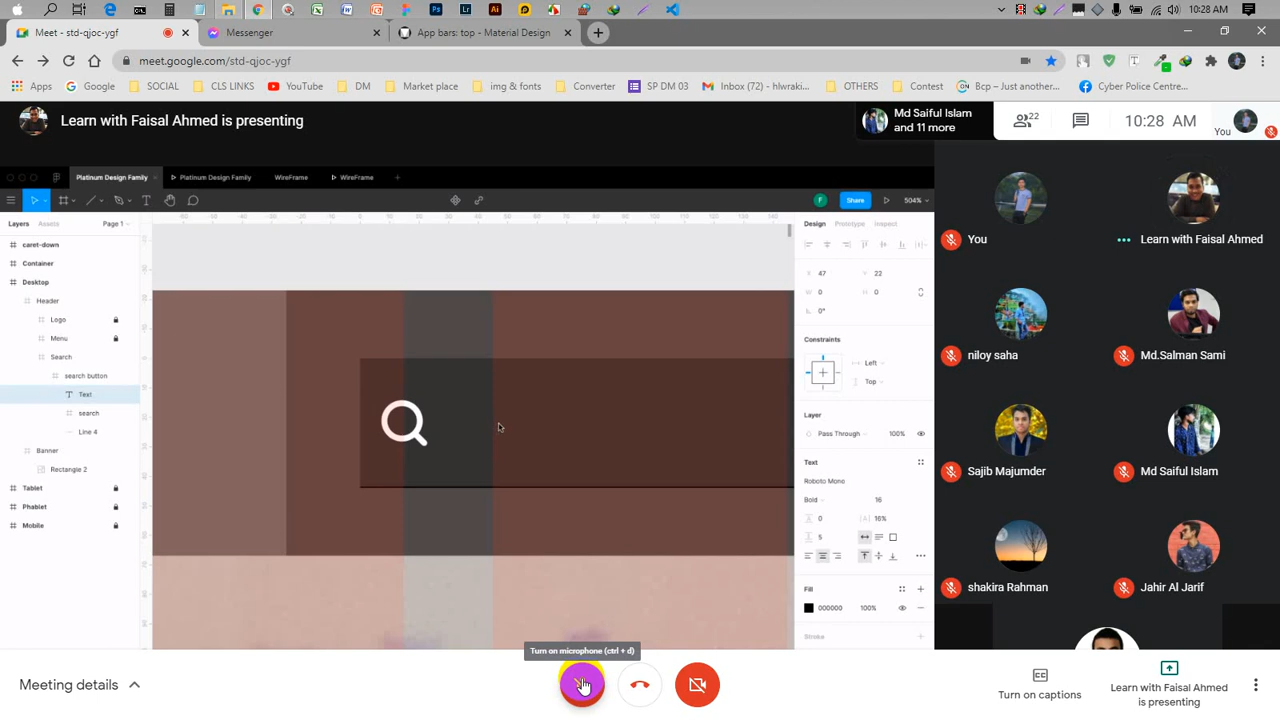 10:28 AM
Meet - std-qjoc-ygf
Messenger
App bars: top - Material Design
meet.google.com/std-qjoc-ygf
Apps
Google
SOCIAL
CLS LINKS
YouTube
DM
Market place
img & fonts
Converter
SP DM 03
Inbox (72) - hlwraki...
OTHERS
Contest
Bcp – Just another...
Cyber Police Centre...
Learn with Faisal Ahmed is presenting
Md Saiful Islam
and 11 more
22
10:28 AM
You
Platinum Design Family
Platinum Design Family
WireFrame
WireFrame
Share
F
504%
Layers
Assets
Page 1
caret-down
Container
Desktop
Header
Logo
Menu
Search
search button
Text
search
Line 4
Banner
Rectangle 2
Tablet
Phablet
Mobile
Design
Prototype
Inspect
X 47
Y 22
W 0
H 0
0°
Constraints
Left
Top
Layer
Pass Through
100%
Text
Roboto Mono
Bold
16
0
16%
5
Fill
000000
100%
Stroke
You
Learn with Faisal Ahmed
niloy saha
Md.Salman Sami
Sajib Majumder
Md Saiful Islam
shakira Rahman
Jahir Al Jarif
Turn on microphone (ctrl + d)
Meeting details
Turn on captions
Learn with Faisal Ahmed
is presenting